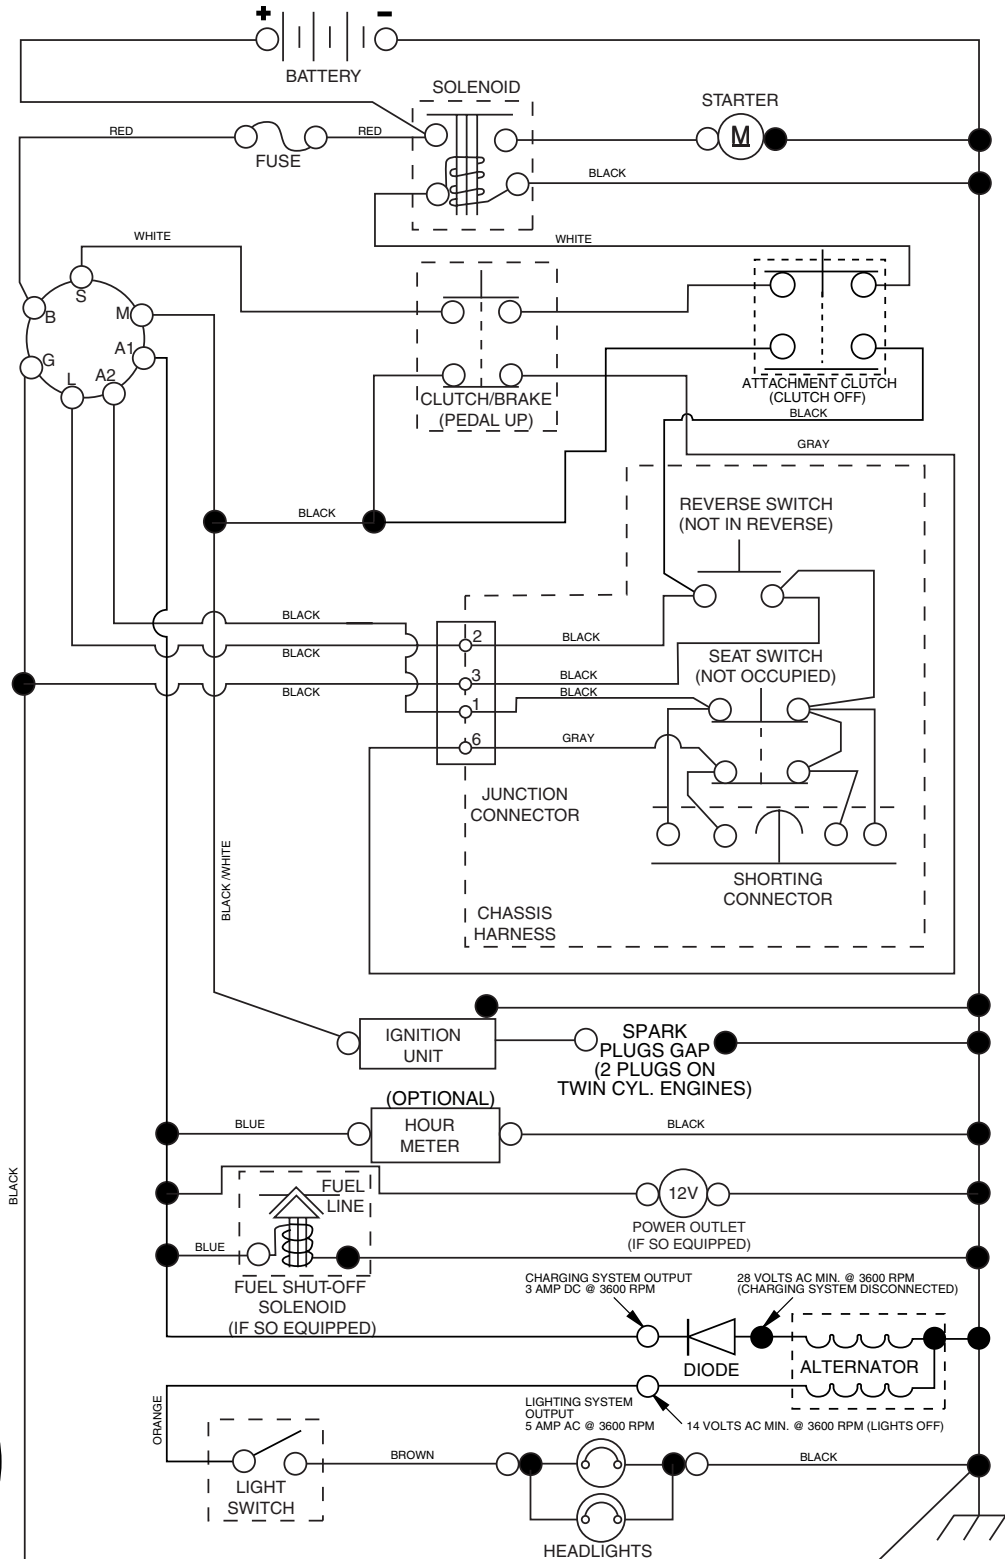 + -
BATTERY
SOLENOID
STARTER
RED
FUSE
RED
M
BLACK
WHITE
WHITE
S
B
M
A1
G
L
A2
CLUTCH/BRAKE
(PEDAL UP)
ATTACHMENT CLUTCH
(CLUTCH OFF)
BLACK
GRAY
BLACK
REVERSE SWITCH
(NOT IN REVERSE)
BLACK
2
BLACK
BLACK
SEAT SWITCH
(NOT OCCUPIED)
3
BLACK
BLACK
1
BLACK
6
GRAY
JUNCTION
CONNECTOR
BLACK /WHITE
SHORTING
CONNECTOR
CHASSIS
HARNESS
IGNITION
UNIT
SPARK
PLUGS GAP
(2 PLUGS ON
TWIN CYL. ENGINES)
(OPTIONAL)
BLUE
HOUR
METER
BLACK
BLACK
FUEL
LINE
12V
POWER OUTLET
(IF SO EQUIPPED)
BLUE
FUEL SHUT-OFF
SOLENOID
(IF SO EQUIPPED)
CHARGING SYSTEM OUTPUT
3 AMP DC @ 3600 RPM
28 VOLTS AC MIN. @ 3600 RPM
(CHARGING SYSTEM DISCONNECTED)
DIODE
ALTERNATOR
ORANGE
LIGHTING SYSTEM
OUTPUT
5 AMP AC @ 3600 RPM
14 VOLTS AC MIN. @ 3600 RPM (LIGHTS OFF)
BROWN
BLACK
LIGHT
SWITCH
HEADLIGHTS